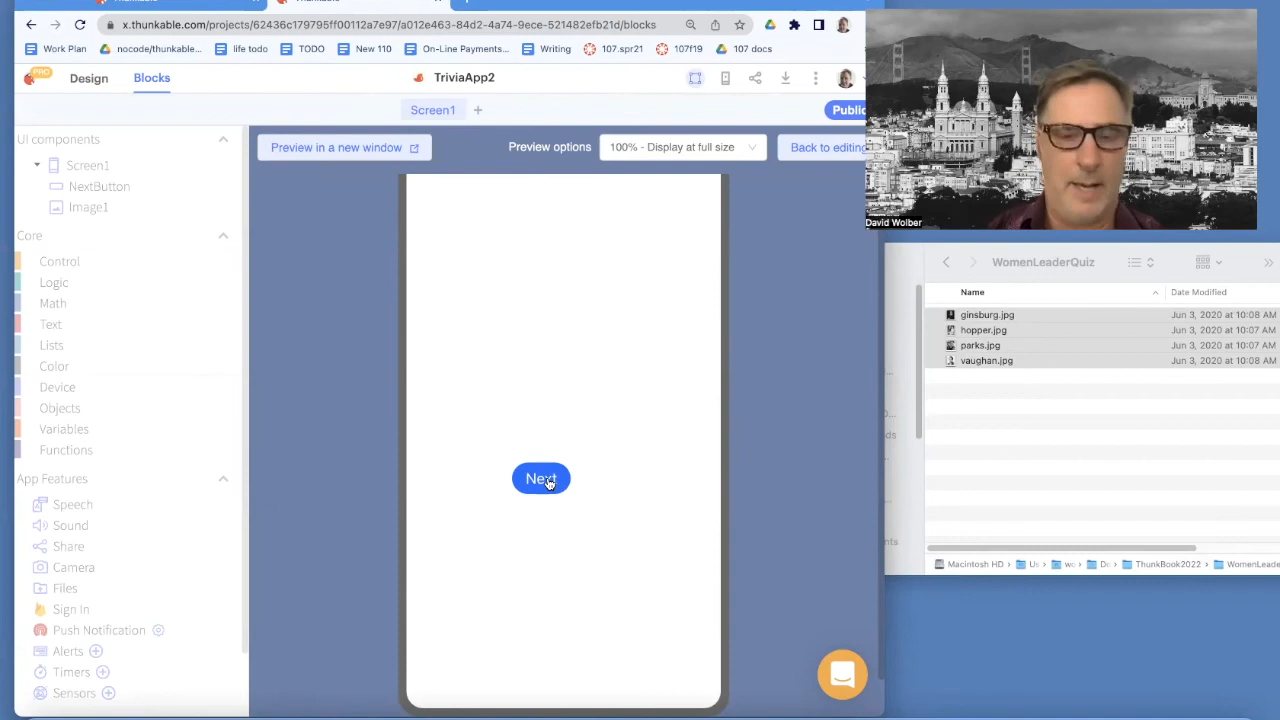 x.thunkable.com/projects/62436c179795ff00112a7e97/a012e463-84d2-4a74-9ece-521482efb21d/blocks
Work Plan
nocode/thunkable...
life todo
TODO
New 110
On-Line Payments...
Writing
107.spr21
107f19
107 docs
PRO
Design
Blocks
TriviaApp2
Screen1
Public
UI components
Screen1
NextButton
Image1
Core
Control
Logic
Math
Text
Lists
Color
Device
Objects
Variables
Functions
App Features
Speech
Sound
Share
Camera
Files
Sign In
Push Notification
Alerts
Timers
Sensors
Preview in a new window
Preview options
100% - Display at full size
Back to editing
Next
David Wolber
WomenLeaderQuiz
Name
Date Modified
ginsburg.jpg Jun 3, 2020 at 10:08 AM
hopper.jpg Jun 3, 2020 at 10:07 AM
parks.jpg Jun 3, 2020 at 10:07 AM
vaughan.jpg Jun 3, 2020 at 10:08 AM
Macintosh HD › Us › wo › Do › ThunkBook2022 › WomenLeade